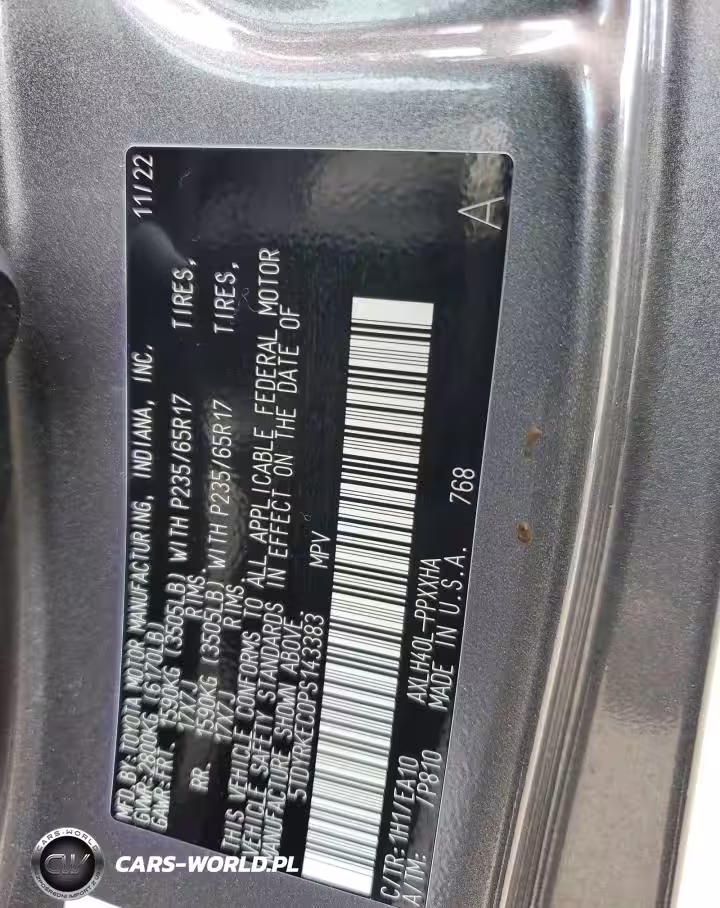 MFD BY: TOYOTA MOTOR MANUFACTURING, INDIANA, INC. 11/22
GVWR 2800KG (6170LB)
GAWR FRT. 1590KG (3505LB) WITH P235/65R17 TIRES,
17X7J RIMS,
RR. 1590KG (3505LB) WITH P235/65R17 TIRES,
17X7J RIMS,
THIS VEHICLE CONFORMS TO ALL APPLICABLE FEDERAL MOTOR
VEHICLE SAFETY STANDARDS IN EFFECT ON THE DATE OF
MANUFACTURE SHOWN ABOVE.
5TDYRKEC0PS143383 MPV
C/TR: 1H1/EA10 AXLH40L-PPXXHA
A/TM: /P810 MADE IN U.S.A. 768 A
CARS-WORLD
CW
CARS-WORLD.PL